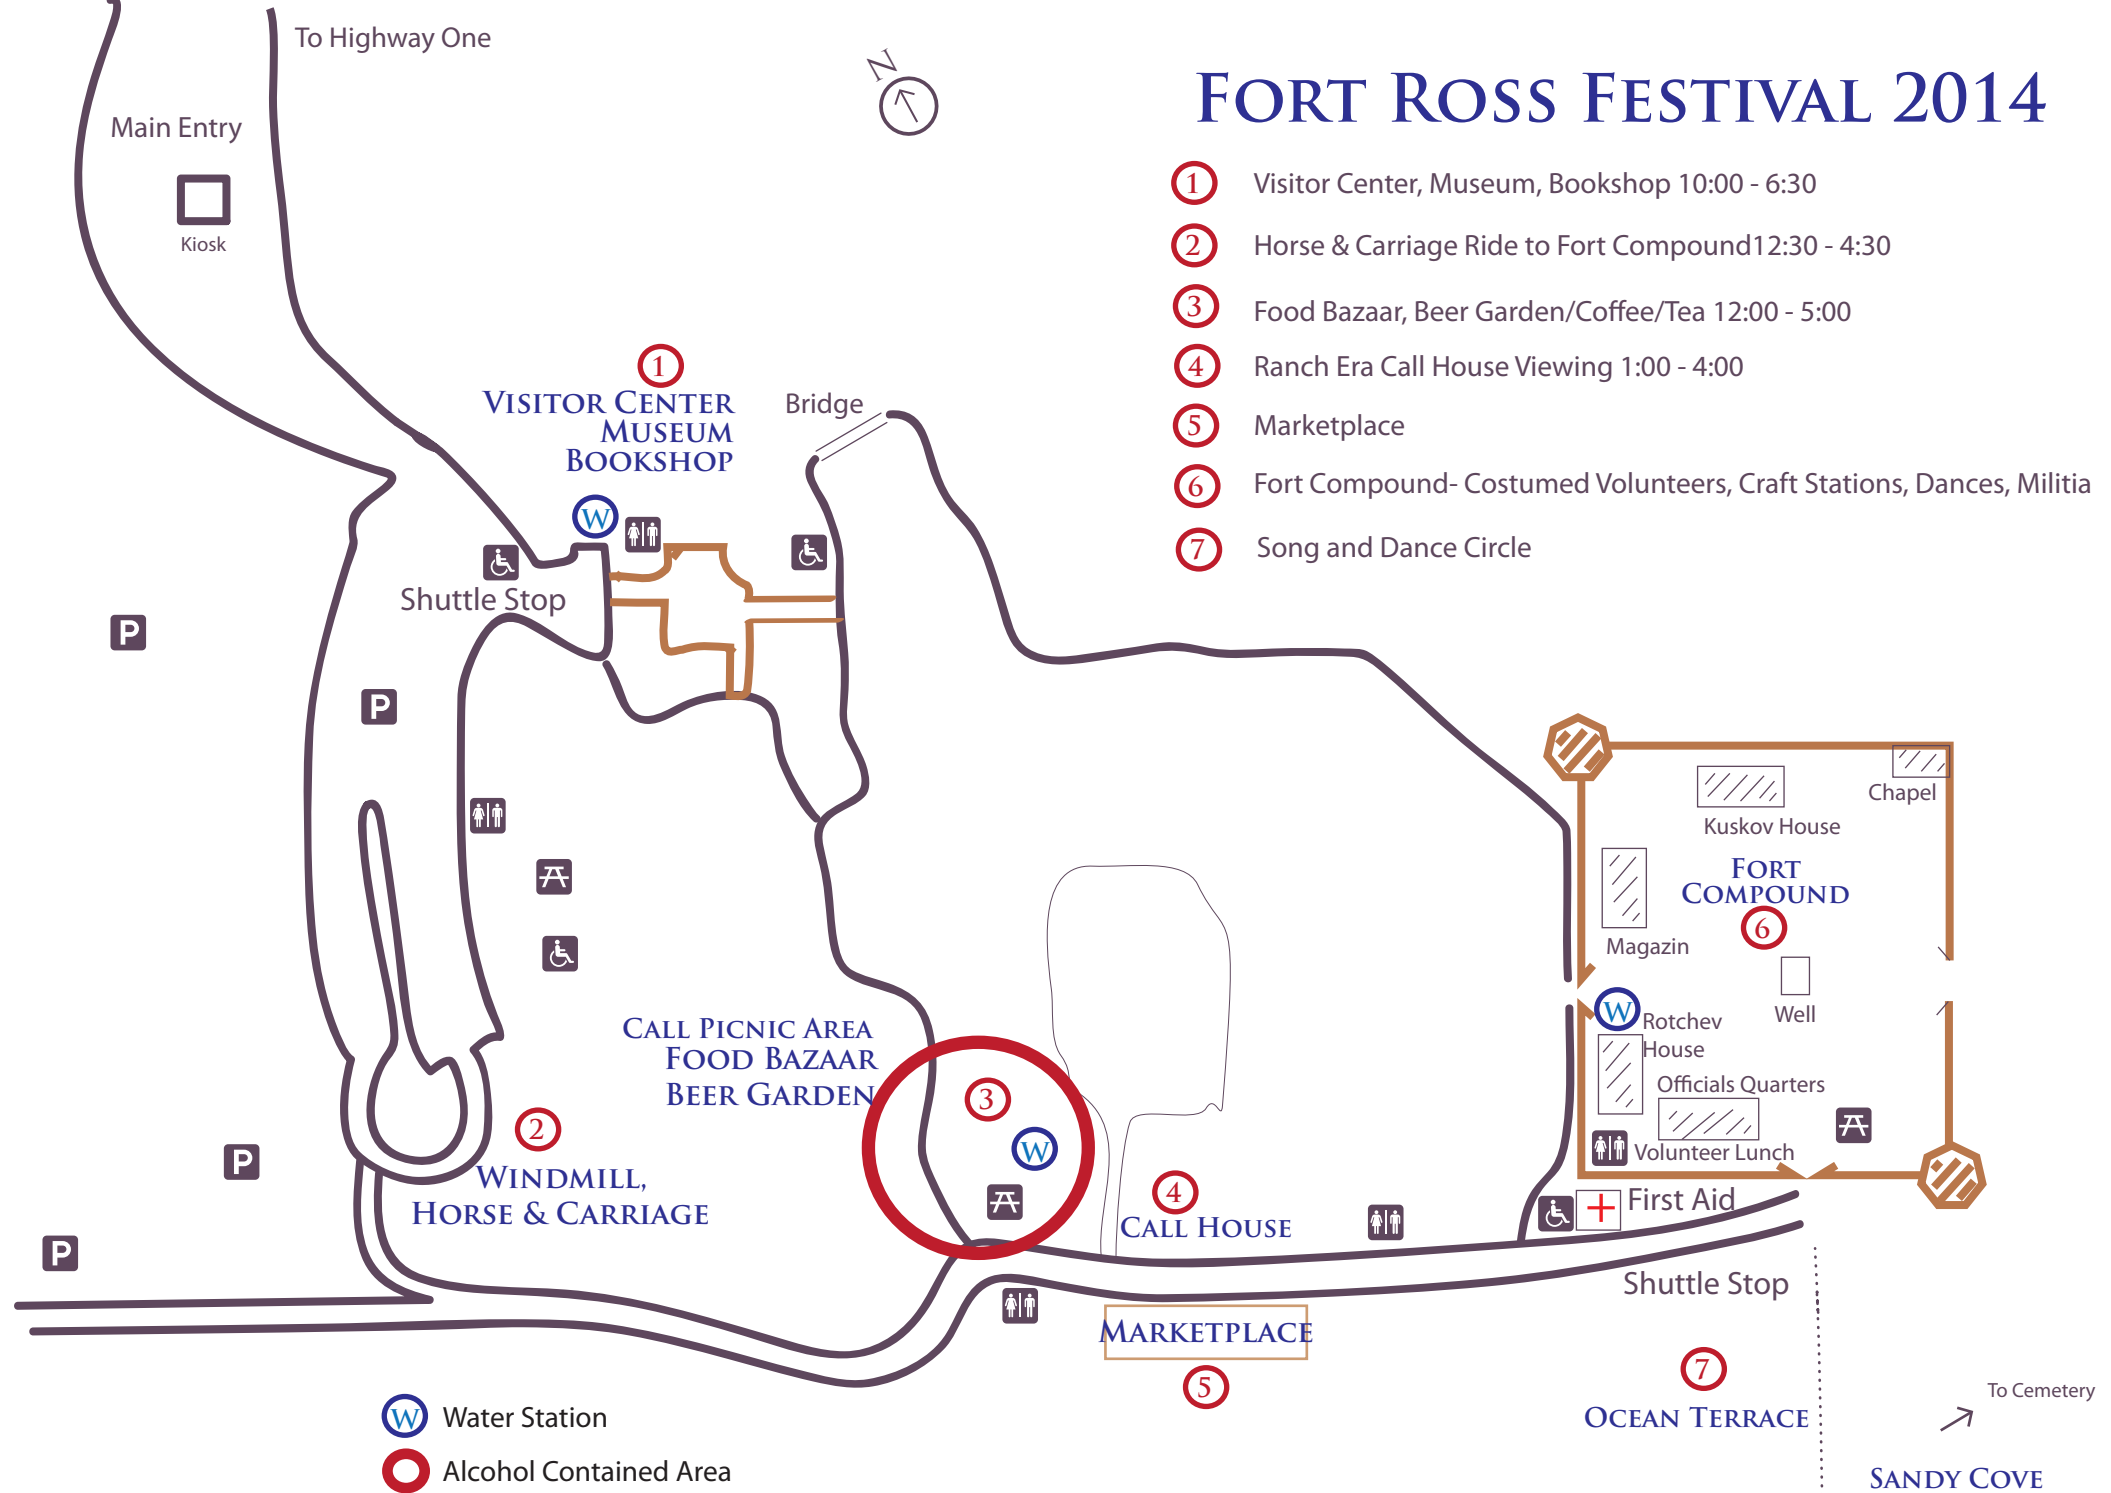 To Highway One
N
FORT ROSS FESTIVAL 2014
Main Entry
Kiosk
1 Visitor Center, Museum, Bookshop 10:00 - 6:30
2 Horse & Carriage Ride to Fort Compound12:30 - 4:30
3 Food Bazaar, Beer Garden/Coffee/Tea 12:00 - 5:00
4 Ranch Era Call House Viewing 1:00 - 4:00
5 Marketplace
6 Fort Compound- Costumed Volunteers, Craft Stations, Dances, Militia
7 Song and Dance Circle
1
VISITOR CENTER
MUSEUM
BOOKSHOP
Bridge
W
Shuttle Stop
P
P
Chapel
Kuskov House
FORT
COMPOUND
6
Magazin
W
Well
Rotchev
House
Officials Quarters
Volunteer Lunch
First Aid
CALL PICNIC AREA
FOOD BAZAAR
BEER GARDEN
3
W
2
WINDMILL,
HORSE & CARRIAGE
P
P
4
CALL HOUSE
Shuttle Stop
MARKETPLACE
5
7
OCEAN TERRACE
To Cemetery
SANDY COVE
W Water Station
Alcohol Contained Area